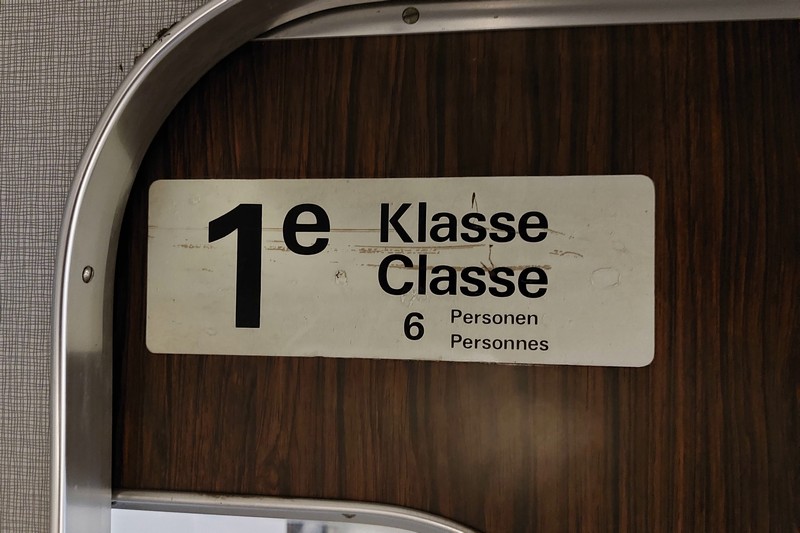 1e Klasse
Classe
6 Personen
Personnes